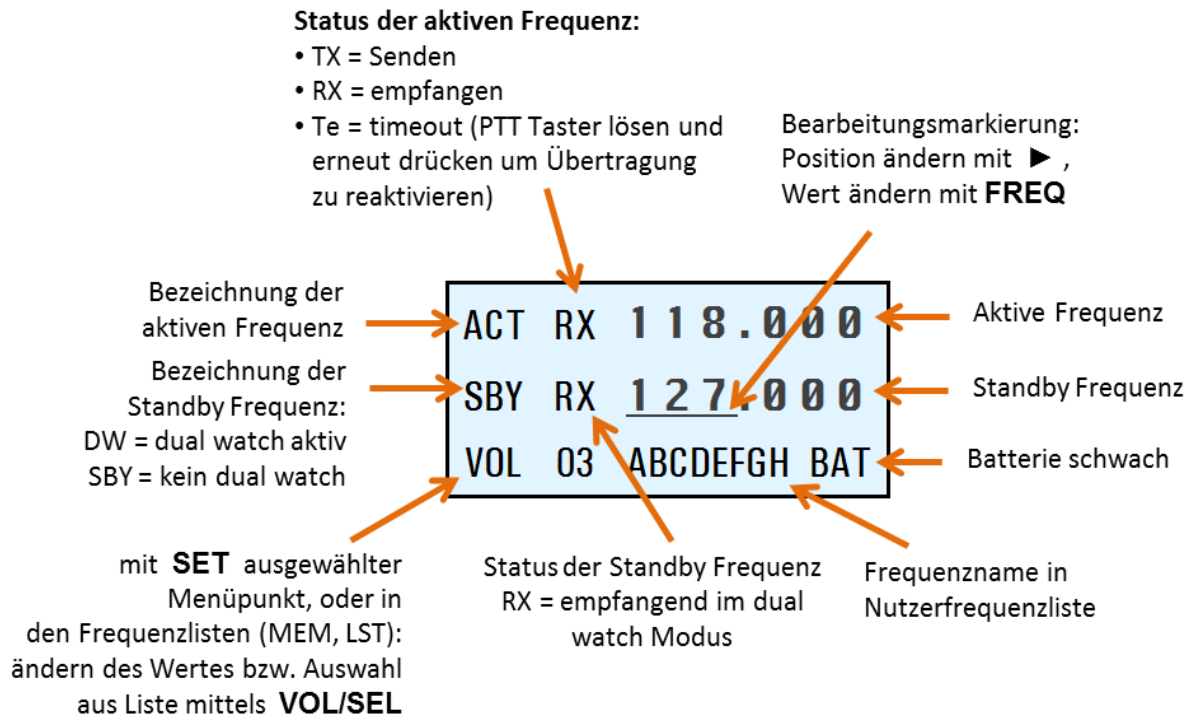 Status der aktiven Frequenz:
• TX = Senden
• RX = empfangen
• Te = timeout (PTT Taster lösen und
erneut drücken um Übertragung
zu reaktivieren)
Bearbeitungsmarkierung:
Position ändern mit ► ,
Wert ändern mit FREQ
Bezeichnung der
aktiven Frequenz
Bezeichnung der
Standby Frequenz:
DW = dual watch aktiv
SBY = kein dual watch
ACT RX 118.000
SBY RX 127.000
VOL 03 ABCDEFGH BAT
Aktive Frequenz
Standby Frequenz
Batterie schwach
mit SET ausgewählter
Menüpunkt, oder in
den Frequenzlisten (MEM, LST):
ändern des Wertes bzw. Auswahl
aus Liste mittels VOL/SEL
Status der Standby Frequenz
RX = empfangend im dual
watch Modus
Frequenzname in
Nutzerfrequenzliste